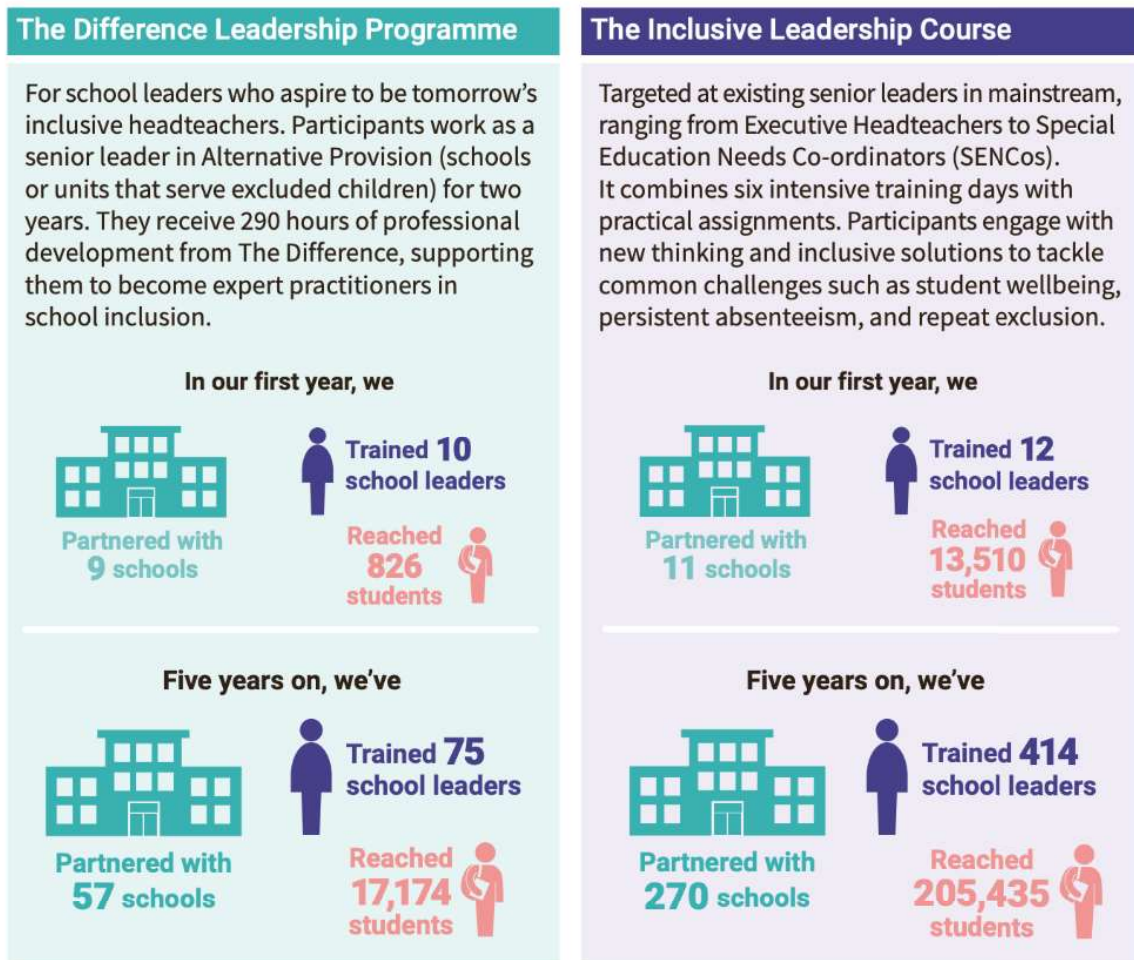 The Difference Leadership Programme
For school leaders who aspire to be tomorrow's
inclusive headteachers. Participants work as a
senior leader in Alternative Provision (schools
or units that serve excluded children) for two
years. They receive 290 hours of professional
development from The Difference, supporting
them to become expert practitioners in
school inclusion.
In our first year, we
Partnered with
9 schools
Trained 10
school leaders
Reached
826
students
Five years on, we've
Partnered with
57 schools
Trained 75
school leaders
Reached
17,174
students
The Inclusive Leadership Course
Targeted at existing senior leaders in mainstream,
ranging from Executive Headteachers to Special
Education Needs Co-ordinators (SENCos).
It combines six intensive training days with
practical assignments. Participants engage with
new thinking and inclusive solutions to tackle
common challenges such as student wellbeing,
persistent absenteeism, and repeat exclusion.
In our first year, we
Partnered with
11 schools
Trained 12
school leaders
Reached
13,510
students
Five years on, we've
Partnered with
270 schools
Trained 414
school leaders
Reached
205,435
students